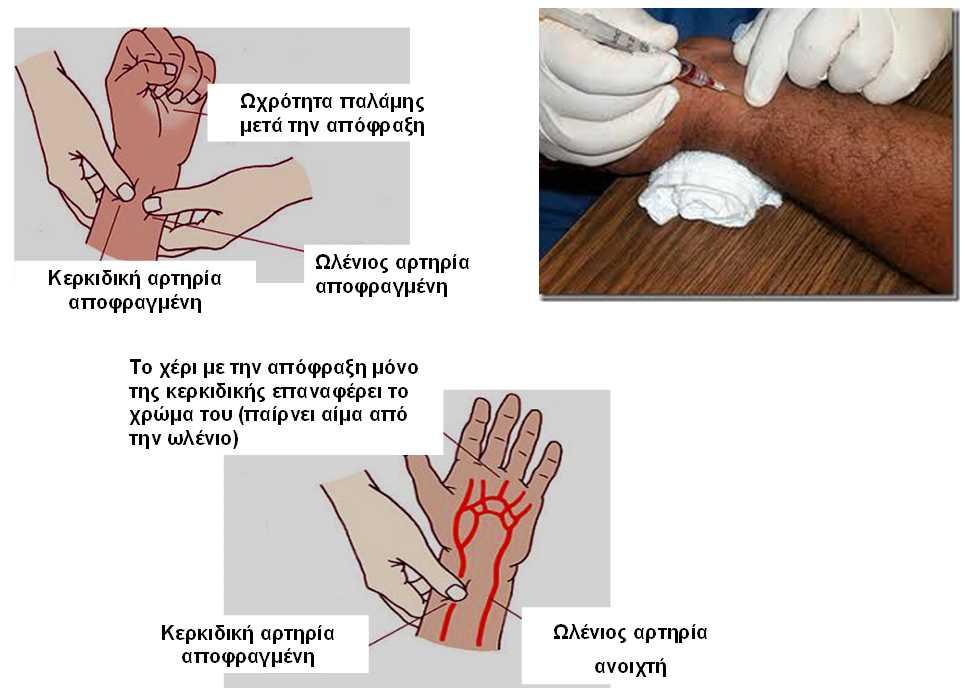 Ωχρότητα παλάμης
μετά την απόφραξη
Κερκιδική αρτηρία
αποφραγμένη
Ωλένιος αρτηρία
αποφραγμένη
Το χέρι με την απόφραξη μόνο
της κερκιδικής επαναφέρει το
χρώμα του (παίρνει αίμα από
την ωλένιο)
Κερκιδική αρτηρία
αποφραγμένη
Ωλένιος αρτηρία
ανοιχτή